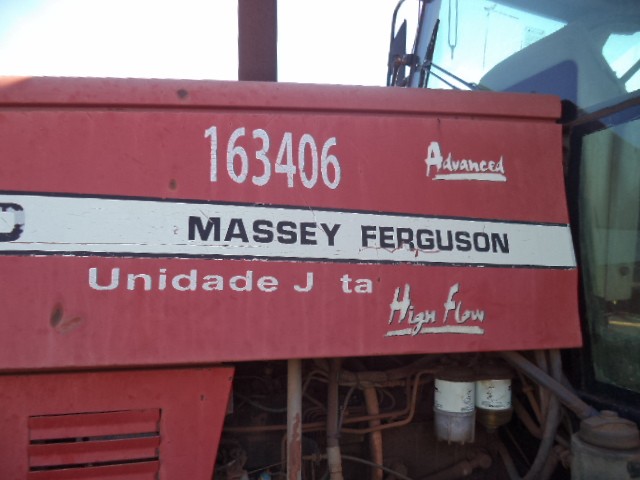 163406
Advanced
MASSEY FERGUSON
Unidade J ta
High Flow